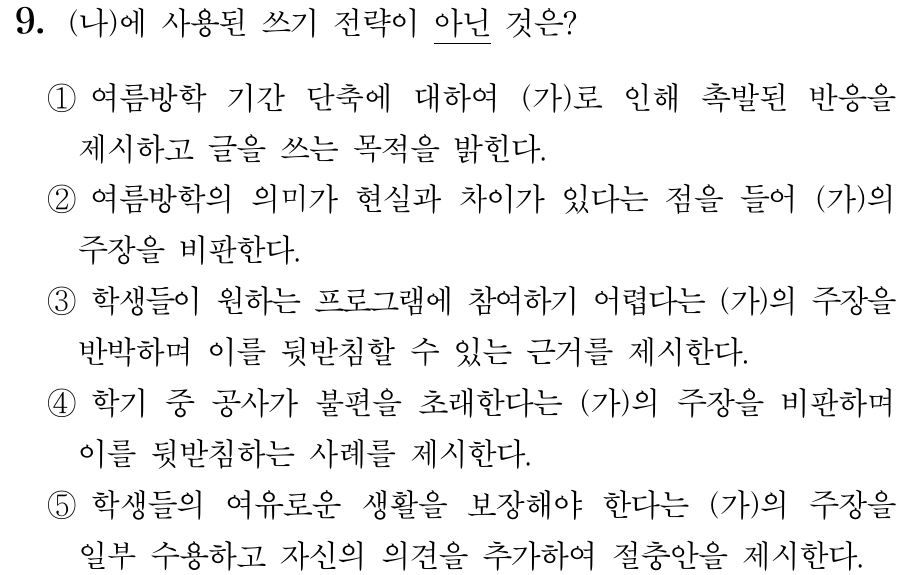 9. (나)에 사용된 쓰기 전략이 아닌 것은?
① 여름방학 기간 단축에 대하여 (가)로 인해 촉발된 반응을
제시하고 글을 쓰는 목적을 밝힌다.
② 여름방학의 의미가 현실과 차이가 있다는 점을 들어 (가)의
주장을 비판한다.
③ 학생들이 원하는 프로그램에 참여하기 어렵다는 (가)의 주장을
반박하며 이를 뒷받침할 수 있는 근거를 제시한다.
④ 학기 중 공사가 불편을 초래한다는 (가)의 주장을 비판하며
이를 뒷받침하는 사례를 제시한다.
⑤ 학생들의 여유로운 생활을 보장해야 한다는 (가)의 주장을
일부 수용하고 자신의 의견을 추가하여 절충안을 제시한다.